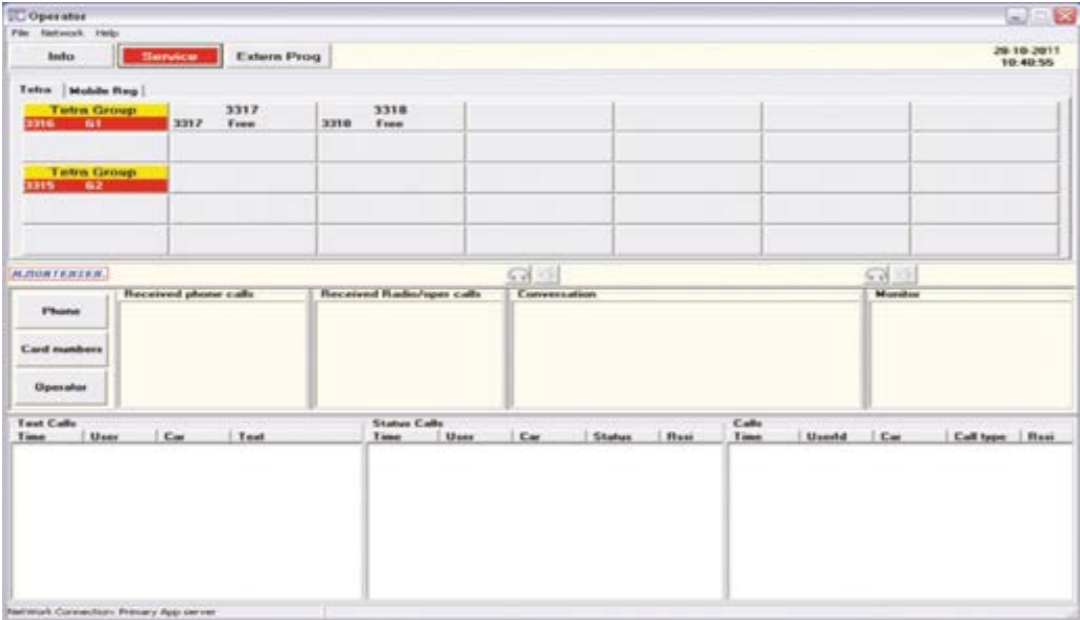 Operator
File Network Help
Info Service Extern Prog 28-10-2011
10:40:55
Tetra Mobile Reg
Tetra Group 3317 3318
3316 G1 3317 Free 3318 Free
Tetra Group
3315 G2
M.MORTENSEN.
Received phone calls Received Radio/oper calls Conversation Monitor
Phone
Card numbers
Operator
Text Calls Status Calls Calls
Time User Car Text Time User Car Status Rssi Time UserId Car Call type Rssi
NetWork Connection: Primary App server